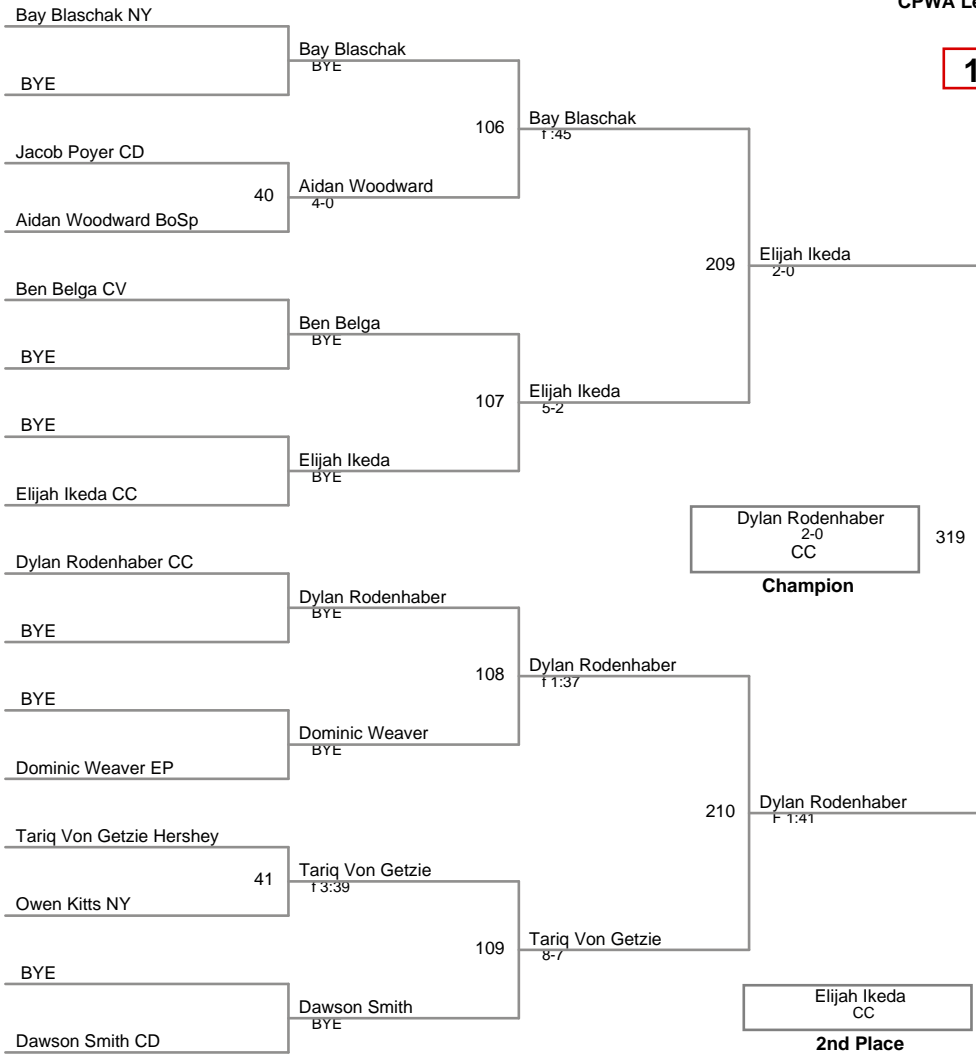 CPWA Le
1
Bay Blaschak NY
Bay Blaschak
BYE
BYE
106
Bay Blaschak
f :45
Jacob Poyer CD
40
Aidan Woodward
4-0
Aidan Woodward BoSp
209
Elijah Ikeda
2-0
Ben Belga CV
Ben Belga
BYE
BYE
107
Elijah Ikeda
5-2
BYE
Elijah Ikeda
BYE
Elijah Ikeda CC
Dylan Rodenhaber
2-0
CC
319
Champion
Dylan Rodenhaber CC
Dylan Rodenhaber
BYE
BYE
108
Dylan Rodenhaber
f 1:37
BYE
Dominic Weaver
BYE
Dominic Weaver EP
210
Dylan Rodenhaber
F 1:41
Tariq Von Getzie Hershey
41
Tariq Von Getzie
f 3:39
Owen Kitts NY
109
Tariq Von Getzie
8-7
BYE
Dawson Smith
BYE
Dawson Smith CD
Elijah Ikeda
CC
2nd Place